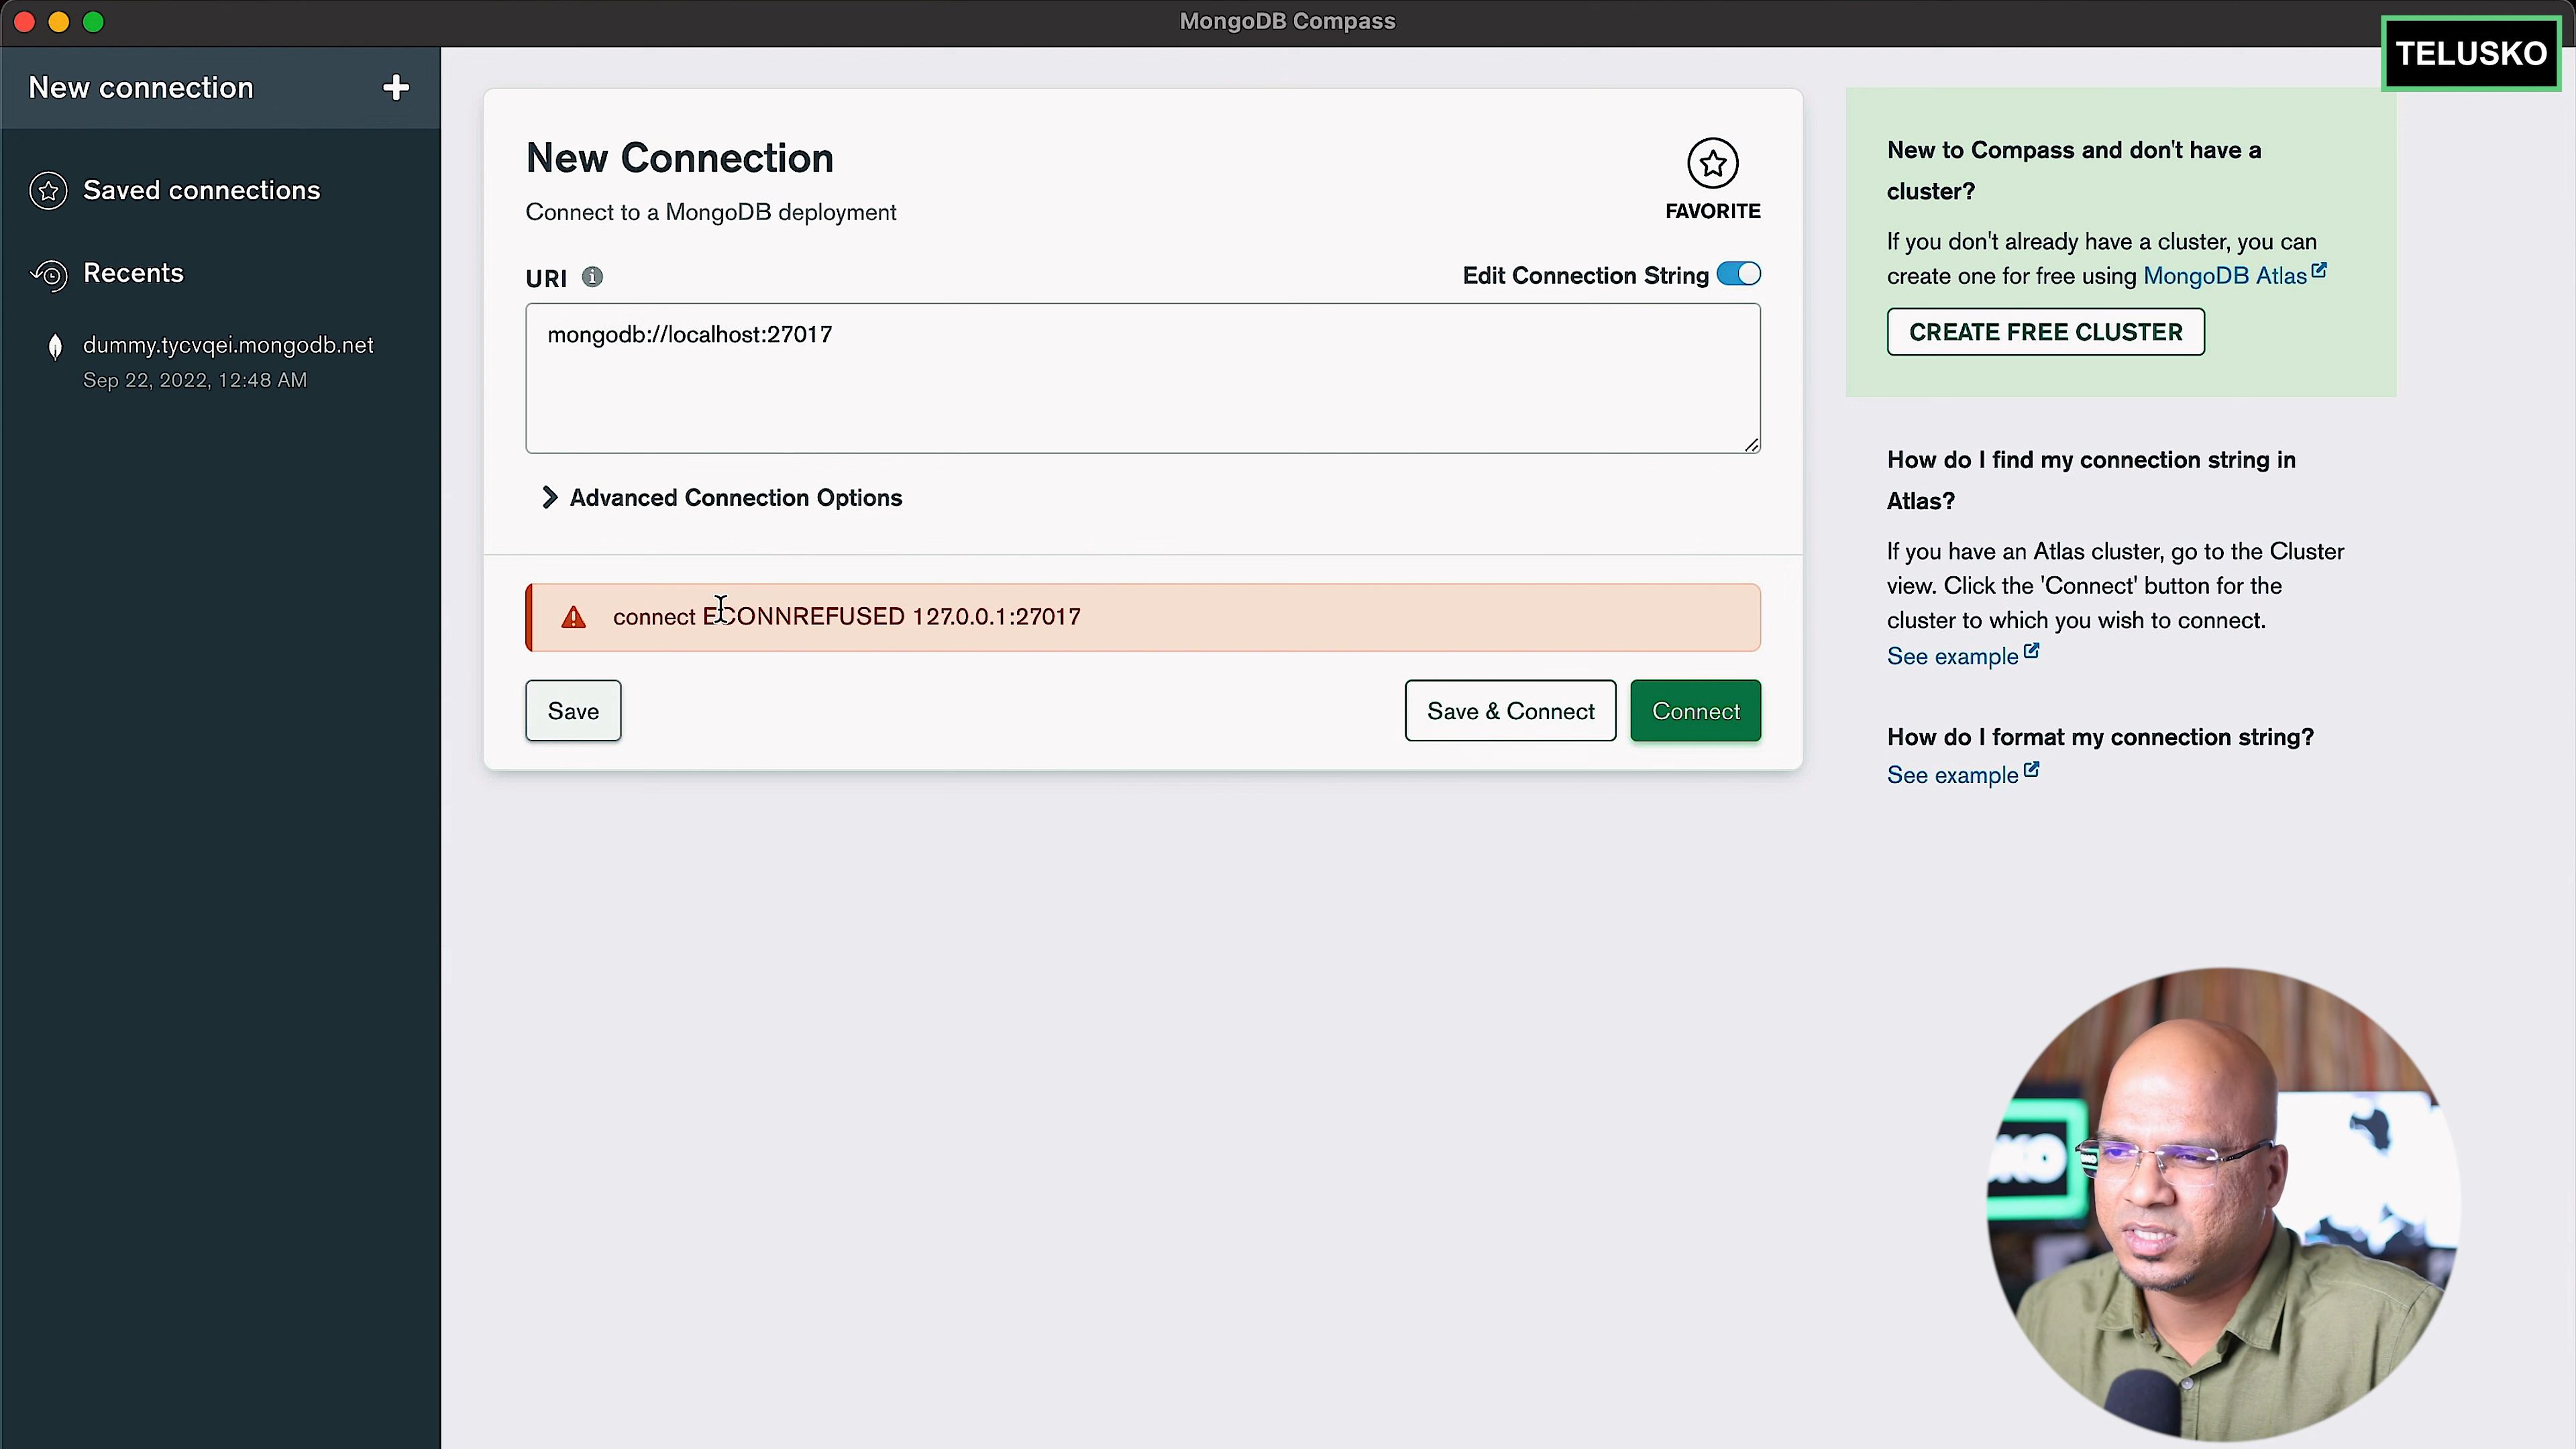 MongoDB Compass
TELUSKO
New connection
Saved connections
Recents
dummy.tycvqei.mongodb.net
Sep 22, 2022, 12:48 AM
New Connection
Connect to a MongoDB deployment
FAVORITE
URI
Edit Connection String
mongodb://localhost:27017
Advanced Connection Options
connect ECONNREFUSED 127.0.0.1:27017
Save
Save & Connect
Connect
New to Compass and don't have a
cluster?
If you don't already have a cluster, you can
create one for free using MongoDB Atlas
CREATE FREE CLUSTER
How do I find my connection string in
Atlas?
If you have an Atlas cluster, go to the Cluster
view. Click the 'Connect' button for the
cluster to which you wish to connect.
See example
How do I format my connection string?
See example